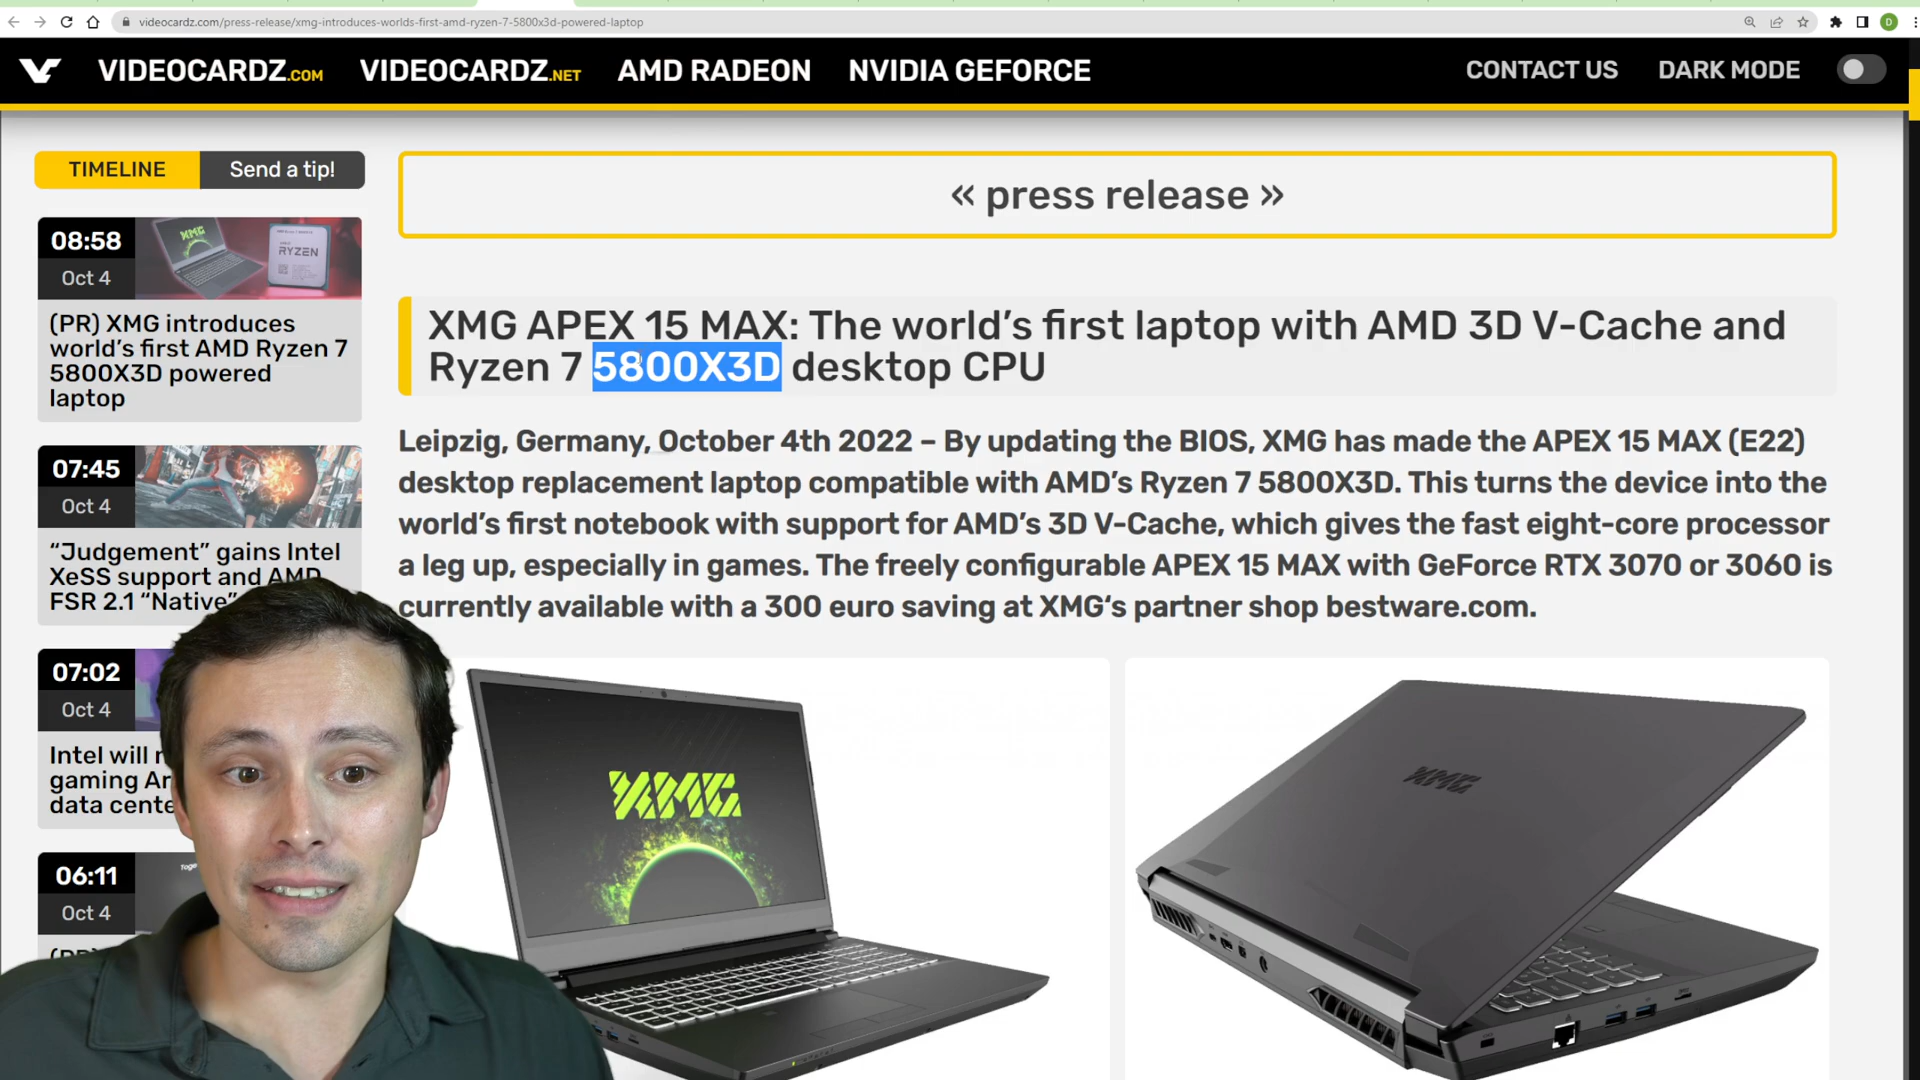 videocardz.com/press-release/xmg-introduces-worlds-first-amd-ryzen-7-5800x3d-powered-laptop
D
VIDEOCARDZ.COM
VIDEOCARDZ.NET
AMD RADEON
NVIDIA GEFORCE
CONTACT US
DARK MODE
TIMELINE
Send a tip!
08:58
Oct 4
XMG
RYZEN
(PR) XMG introduces
world's first AMD Ryzen 7
5800X3D powered
laptop
07:45
Oct 4
“Judgement” gains Intel
XeSS support and AMD
FSR 2.1 “Native”
07:02
Oct 4
Intel will
gaming
data
06:11
Oct 4
« press release »
XMG APEX 15 MAX: The world’s first laptop with AMD 3D V-Cache and
Ryzen 7 5800X3D desktop CPU
Leipzig, Germany, October 4th 2022 – By updating the BIOS, XMG has made the APEX 15 MAX (E22)
desktop replacement laptop compatible with AMD’s Ryzen 7 5800X3D. This turns the device into the
world’s first notebook with support for AMD’s 3D V-Cache, which gives the fast eight-core processor
a leg up, especially in games. The freely configurable APEX 15 MAX with GeForce RTX 3070 or 3060 is
currently available with a 300 euro saving at XMG‘s partner shop bestware.com.
XMG
XMG